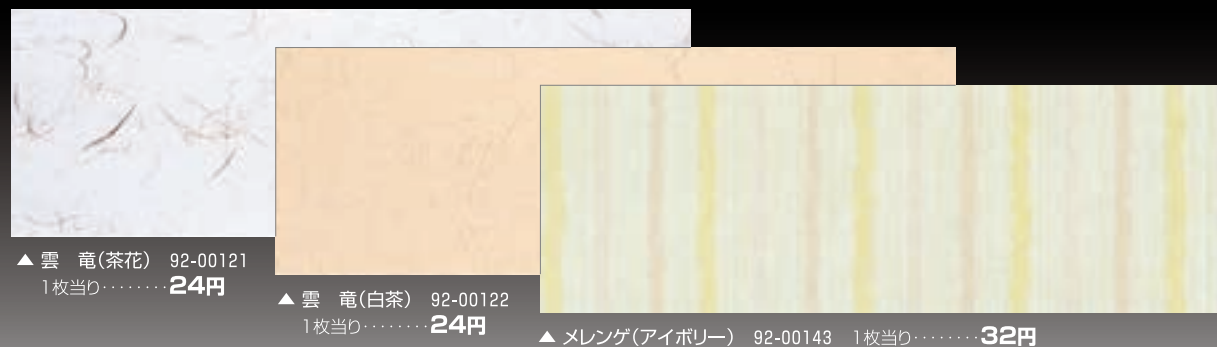 ▲ 雲　竜(茶花)　92-00121
1枚当り········24円
▲ 雲　竜(白茶)　92-00122
1枚当り········24円
▲ メレンゲ(アイボリー)　92-00143　1枚当り········32円